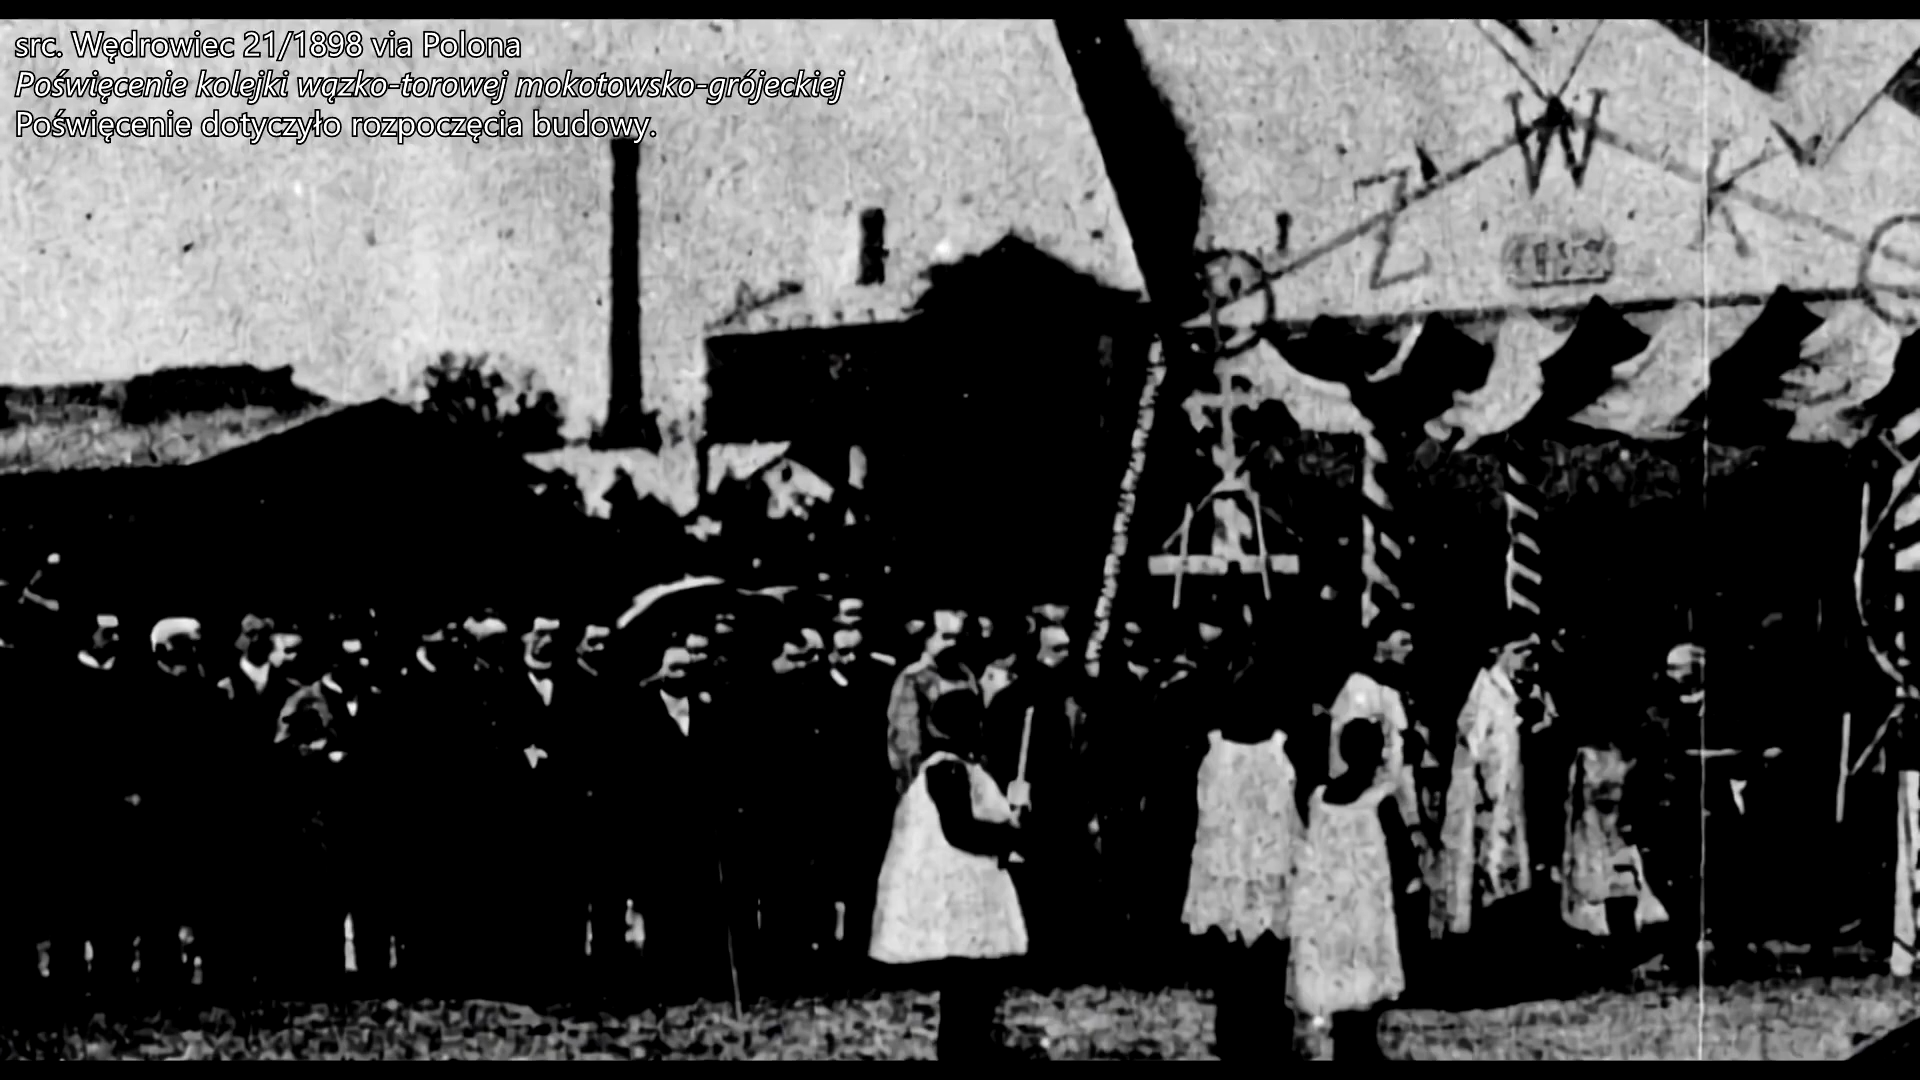 src. Wędrowiec 21/1898 via Polona
Poświęcenie kolejki wązko-torowej mokotowsko-grójeckiej
Poświęcenie dotyczyło rozpoczęcia budowy.
Z W K